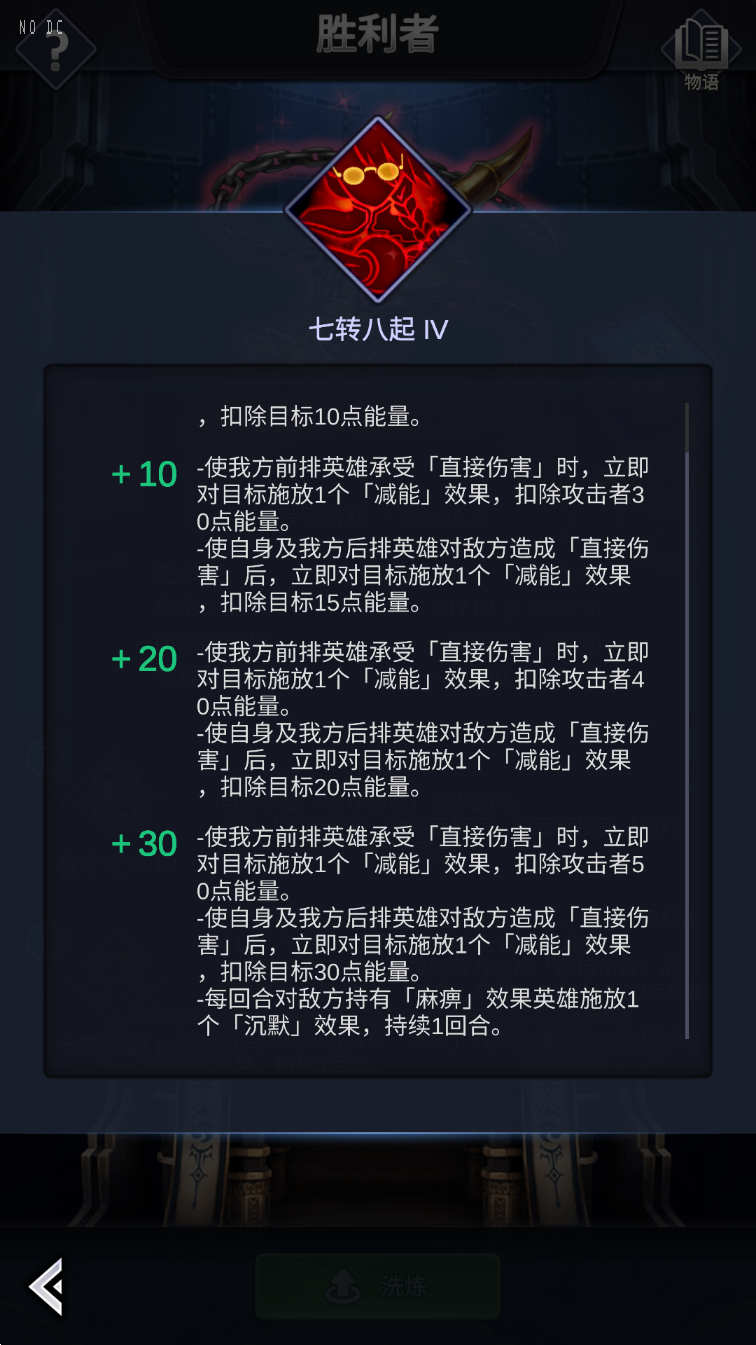 NO DC
胜利者
物语
七转八起 IV
，扣除目标10点能量。
+10
-使我方前排英雄承受「直接伤害」时，立即
对目标施放1个「减能」效果，扣除攻击者3
0点能量。
-使自身及我方后排英雄对敌方造成「直接伤
害」后，立即对目标施放1个「减能」效果
，扣除目标15点能量。
+20
-使我方前排英雄承受「直接伤害」时，立即
对目标施放1个「减能」效果，扣除攻击者4
0点能量。
-使自身及我方后排英雄对敌方造成「直接伤
害」后，立即对目标施放1个「减能」效果
，扣除目标20点能量。
+30
-使我方前排英雄承受「直接伤害」时，立即
对目标施放1个「减能」效果，扣除攻击者5
0点能量。
-使自身及我方后排英雄对敌方造成「直接伤
害」后，立即对目标施放1个「减能」效果
，扣除目标30点能量。
-每回合对敌方持有「麻痹」效果英雄施放1
个「沉默」效果，持续1回合。
洗炼